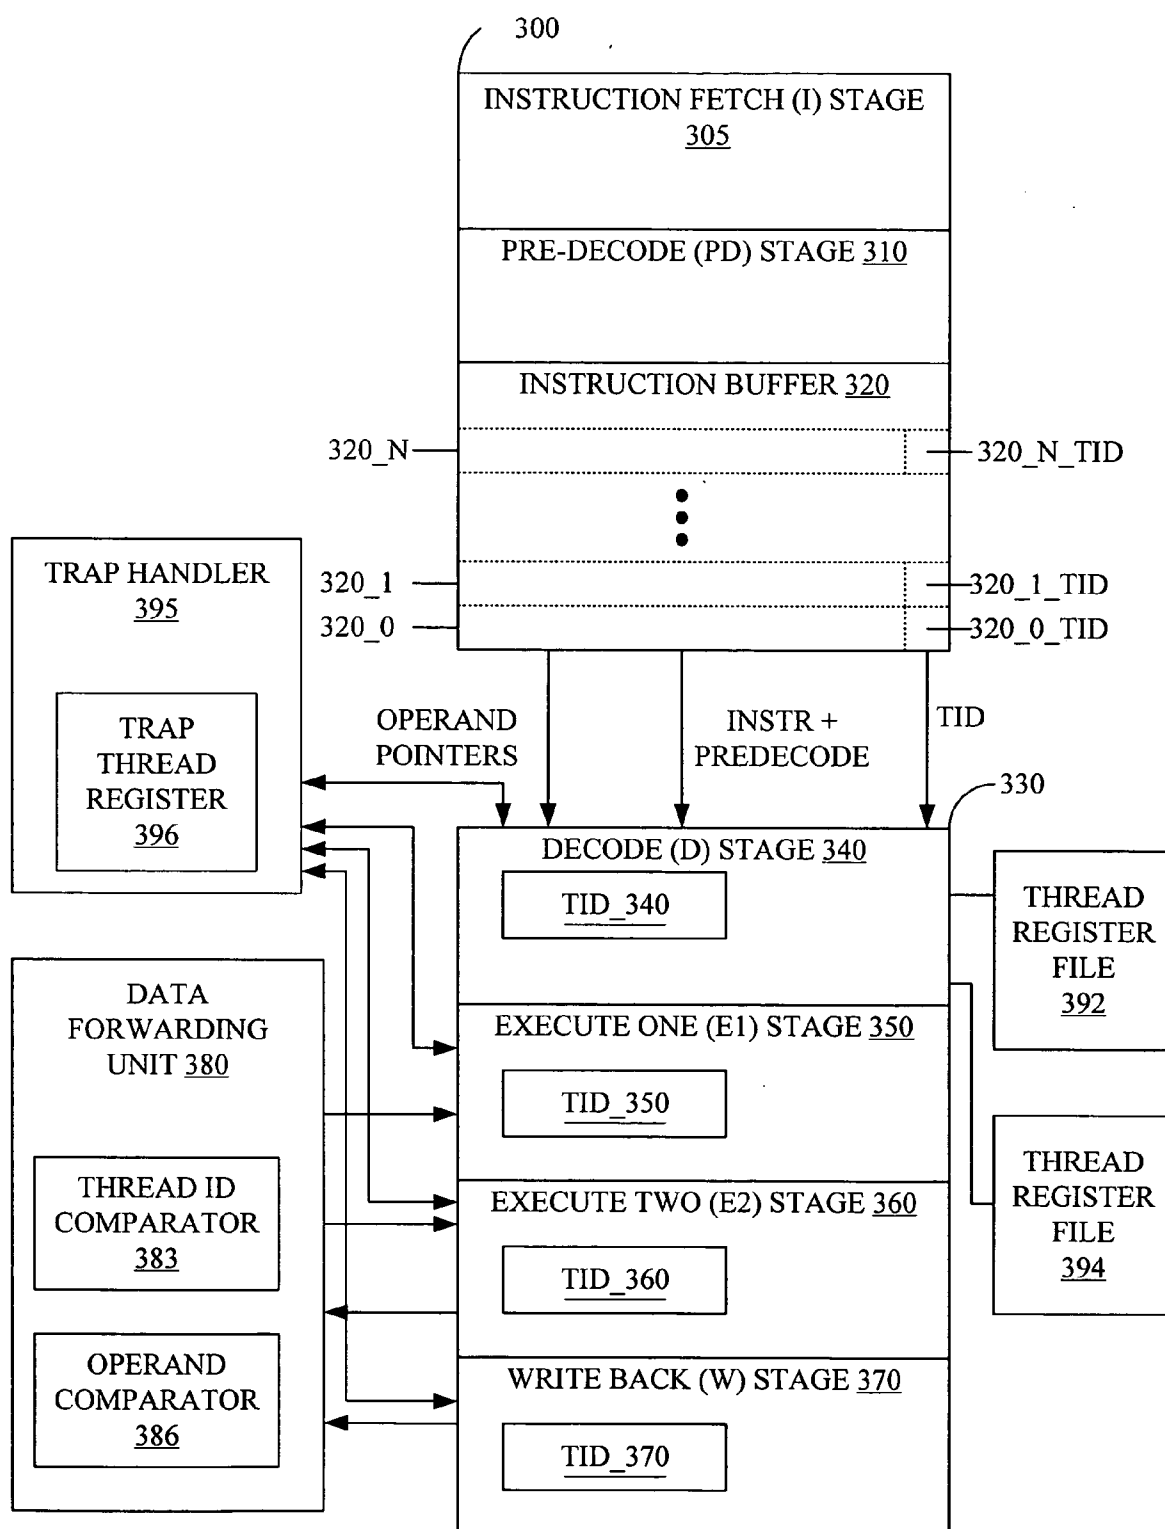 300
INSTRUCTION FETCH (I) STAGE
305
PRE-DECODE (PD) STAGE 310
INSTRUCTION BUFFER 320
320_N
320_N_TID
320_1
320_1_TID
320_0
320_0_TID
TRAP HANDLER
395
TRAP
THREAD
REGISTER
396
OPERAND
POINTERS
INSTR +
PREDECODE
TID
330
DECODE (D) STAGE 340
TID_340
THREAD
REGISTER
FILE
392
DATA
FORWARDING
UNIT 380
EXECUTE ONE (E1) STAGE 350
TID_350
THREAD
REGISTER
FILE
394
THREAD ID
COMPARATOR
383
EXECUTE TWO (E2) STAGE 360
TID_360
OPERAND
COMPARATOR
386
WRITE BACK (W) STAGE 370
TID_370